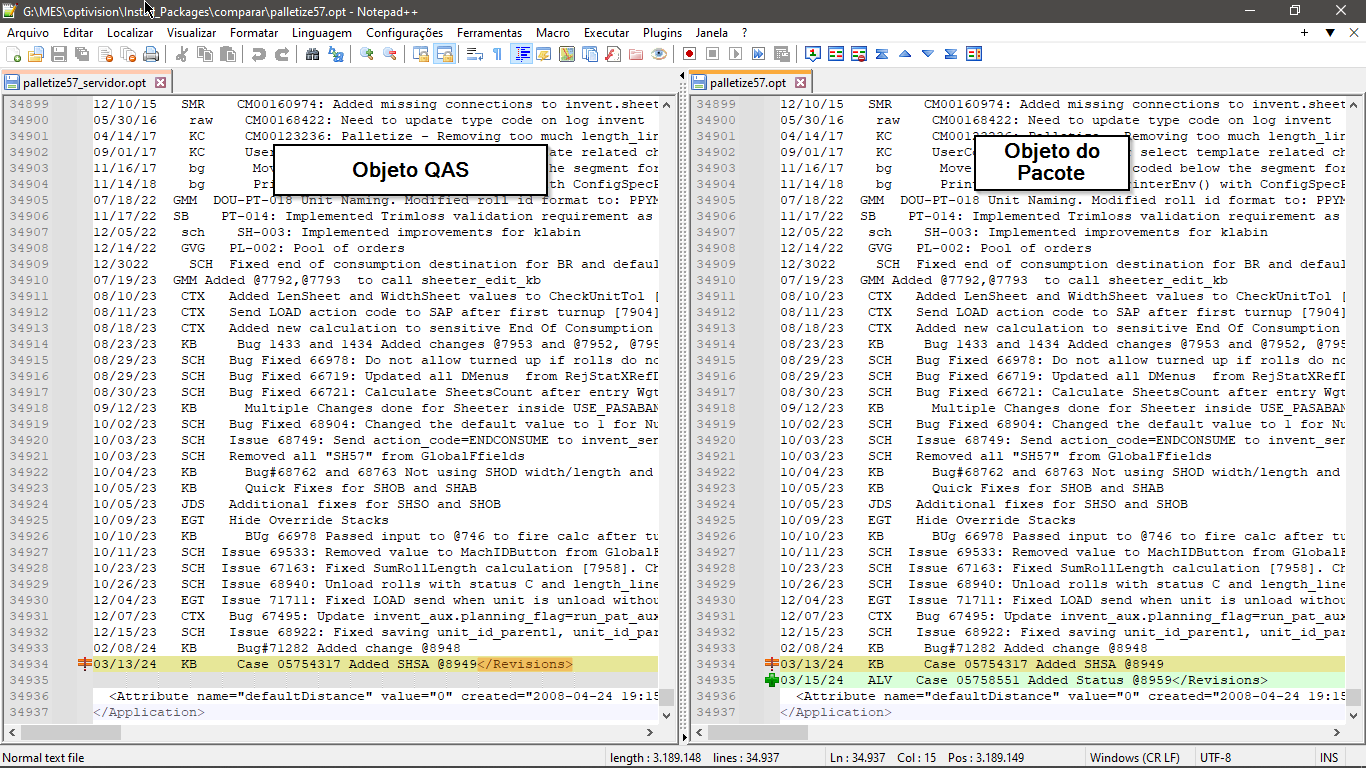 G:\MES\optivision\Install_Packages\comparar\palletize57.opt - Notepad++
Arquivo Editar Localizar Visualizar Formatar Linguagem Configurações Ferramentas Macro Executar Plugins Janela ?
palletize57_servidor.opt
34899 12/10/15 SMR CM00160974: Added missing connections to invent.sheet
34900 05/30/16 raw CM00168422: Need to update type code on log invent
34901 04/14/17 KC CM00123236: Palletize - Removing too much length_lin
34902 09/01/17 KC User
34903 11/16/17 bg Move the segment for
34904 11/14/18 bg Prin with ConfigSpecF
Objeto QAS
34905 07/18/22 GMM DOU-PT-018 Unit Naming. Modified roll id format to: PPYM
34906 11/17/22 SB PT-014: Implemented Trimloss validation requirement as
34907 12/05/22 sch SH-003: Implemented improvements for klabin
34908 12/14/22 GVG PL-002: Pool of orders
34909 12/3022 SCH Fixed end of consumption destination for BR and defaul
34910 07/19/23 GMM Added @7792,@7793 to call sheeter_edit_kb
34911 08/10/23 CTX Added LenSheet and WidthSheet values to CheckUnitTol [
34912 08/11/23 CTX Send LOAD action code to SAP after first turnup [7904]
34913 08/18/23 CTX Added new calculation to sensitive End Of Consumption
34914 08/23/23 KB Bug 1433 and 1434 Added changes @7953 and @7952, @795
34915 08/29/23 SCH Bug Fixed 66978: Do not allow turned up if rolls do no
34916 08/29/23 SCH Bug Fixed 66719: Updated all DMenus from RejStatXRefD
34917 08/30/23 SCH Bug Fixed 66721: Calculate SheetsCount after entry Wgt
34918 09/12/23 KB Multiple Changes done for Sheeter inside USE_PASABAN
34919 10/02/23 SCH Bug Fixed 68904: Changed the default value to 1 for Nu
34920 10/03/23 SCH Issue 68749: Send action_code=ENDCONSUME to invent_ser
34921 10/03/23 SCH Removed all "SH57" from GlobalFfields
34922 10/04/23 KB Bug#68762 and 68763 Not using SHOD width/length and
34923 10/05/23 KB Quick Fixes for SHOB and SHAB
34924 10/05/23 JDS Additional fixes for SHSO and SHOB
34925 10/09/23 EGT Hide Override Stacks
34926 10/10/23 KB BUg 66978 Passed input to @746 to fire calc after tu
34927 10/11/23 SCH Issue 69533: Removed value to MachIDButton from GlobalF
34928 10/23/23 SCH Issue 67163: Fixed SumRollLength calculation [7958]. Ch
34929 10/26/23 SCH Issue 68940: Unload rolls with status C and length_line
34930 12/04/23 EGT Issue 71711: Fixed LOAD send when unit is unload withou
34931 12/07/23 CTX Bug 67495: Update invent_aux.planning_flag=run_pat_aux
34932 12/15/23 SCH Issue 68922: Fixed saving unit_id_parent1, unit_id_par
34933 02/08/24 KB Bug#71282 Added change @8948
34934 03/13/24 KB Case 05754317 Added SHSA @8949</Revisions>
34935
34936 <Attribute name="defaultDistance" value="0" created="2008-04-24 19:15
34937 </Application>
palletize57.opt
34899 12/10/15 SMR CM00160974: Added missing connections to invent.sheet
34900 05/30/16 raw CM00168422: Need to update type code on log invent
34901 04/14/17 KC Removing too much length_lin
34902 09/01/17 KC UserC select template related ch
34903 11/16/17 bg Move coded below the segment for
34904 11/14/18 bg Prin interEnv() with ConfigSpecF
Objeto do
Pacote
34905 07/18/22 GMM DOU-PT-018 Unit Naming. Modified roll id format to: PPYM
34906 11/17/22 SB PT-014: Implemented Trimloss validation requirement as
34907 12/05/22 sch SH-003: Implemented improvements for klabin
34908 12/14/22 GVG PL-002: Pool of orders
34909 12/3022 SCH Fixed end of consumption destination for BR and defaul
34910 07/19/23 GMM Added @7792,@7793 to call sheeter_edit_kb
34911 08/10/23 CTX Added LenSheet and WidthSheet values to CheckUnitTol [
34912 08/11/23 CTX Send LOAD action code to SAP after first turnup [7904]
34913 08/18/23 CTX Added new calculation to sensitive End Of Consumption
34914 08/23/23 KB Bug 1433 and 1434 Added changes @7953 and @7952, @795
34915 08/29/23 SCH Bug Fixed 66978: Do not allow turned up if rolls do no
34916 08/29/23 SCH Bug Fixed 66719: Updated all DMenus from RejStatXRefD
34917 08/30/23 SCH Bug Fixed 66721: Calculate SheetsCount after entry Wgt
34918 09/12/23 KB Multiple Changes done for Sheeter inside USE_PASABAN
34919 10/02/23 SCH Bug Fixed 68904: Changed the default value to 1 for Nu
34920 10/03/23 SCH Issue 68749: Send action_code=ENDCONSUME to invent_ser
34921 10/03/23 SCH Removed all "SH57" from GlobalFfields
34922 10/04/23 KB Bug#68762 and 68763 Not using SHOD width/length and
34923 10/05/23 KB Quick Fixes for SHOB and SHAB
34924 10/05/23 JDS Additional fixes for SHSO and SHOB
34925 10/09/23 EGT Hide Override Stacks
34926 10/10/23 KB BUg 66978 Passed input to @746 to fire calc after tu
34927 10/11/23 SCH Issue 69533: Removed value to MachIDButton from GlobalF
34928 10/23/23 SCH Issue 67163: Fixed SumRollLength calculation [7958]. Ch
34929 10/26/23 SCH Issue 68940: Unload rolls with status C and length_line
34930 12/04/23 EGT Issue 71711: Fixed LOAD send when unit is unload withou
34931 12/07/23 CTX Bug 67495: Update invent_aux.planning_flag=run_pat_aux
34932 12/15/23 SCH Issue 68922: Fixed saving unit_id_parent1, unit_id_par
34933 02/08/24 KB Bug#71282 Added change @8948
34934 03/13/24 KB Case 05754317 Added SHSA @8949
34935 03/15/24 ALV Case 05758551 Added Status @8959</Revisions>
34936 <Attribute name="defaultDistance" value="0" created="2008-04-24 19:15
34937 </Application>
Normal text file length : 3.189.148 lines : 34.937 Ln : 34.937 Col : 15 Pos : 3.189.149 Windows (CR LF) UTF-8 INS